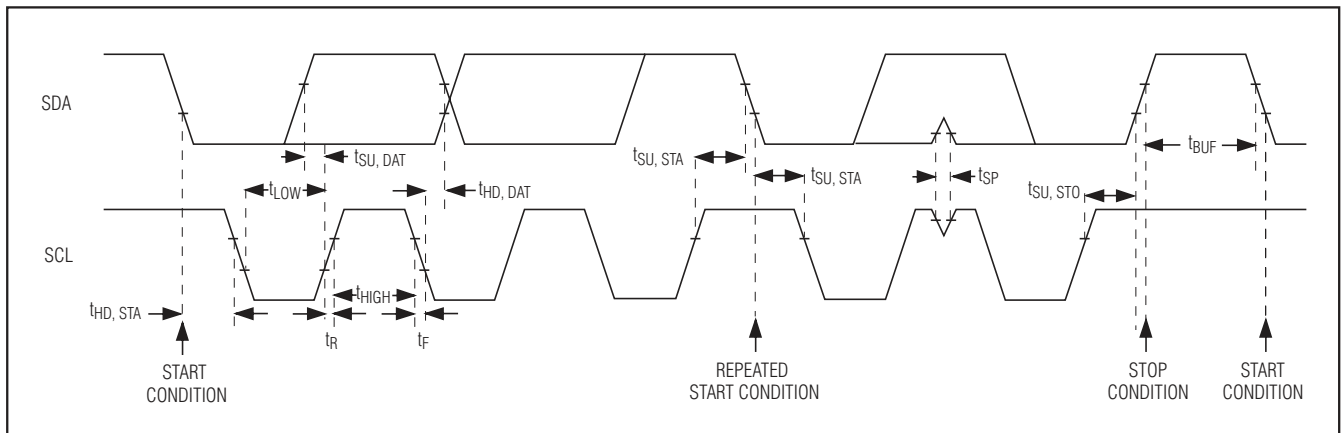 SDA
tSU, DAT
tSU, STA
tBUF
tSU, STA
tSP
tLOW
tHD, DAT
tSU, STO
SCL
tHIGH
tHD, STA
tR
tF
START
CONDITION
REPEATED
START CONDITION
STOP
CONDITION
START
CONDITION